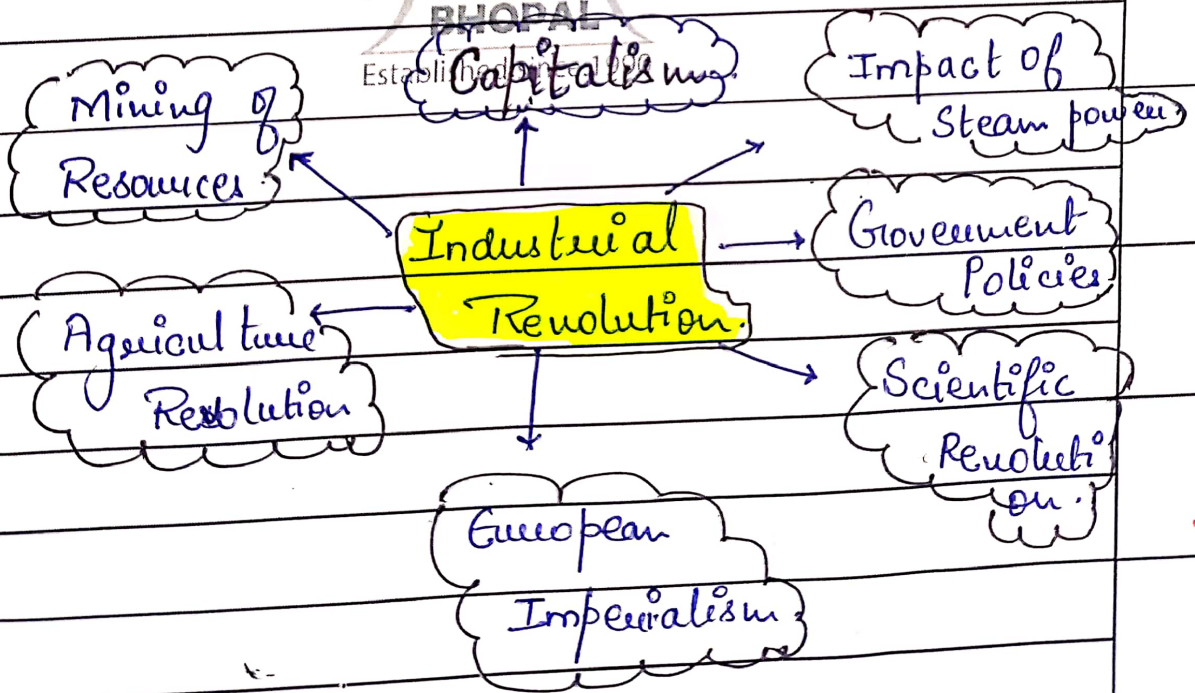 BHOPAL
Capitalism.
Impact Of
Steam power.
Mining of
Resources.
Industrial
Revolution.
Government
Policies.
Agriculture
Revolution
Scientific
Revoluti
on.
European
Imperialism.